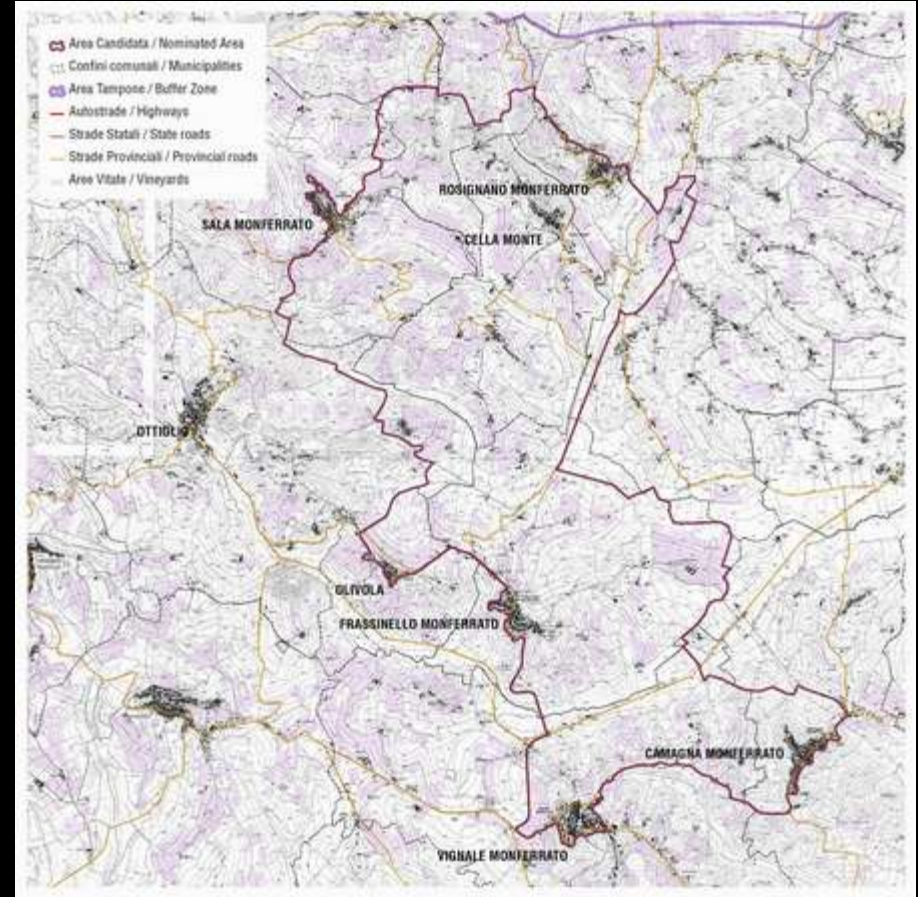 Area Candidata / Nominated Area
Confini comunali / Municipalities
Area Tampone / Buffer Zone
Autostrade / Highways
Strade Statali / State roads
Strade Provinciali / Provincial roads
Aree Vitate / Vineyards
ROSIGNANO MONFERRATO
SALA MONFERRATO
CELLA MONTE
OTTIGLIO
OLIVOLA
FRASSINELLO MONFERRATO
CAMAGNA MONFERRATO
VIGNALE MONFERRATO